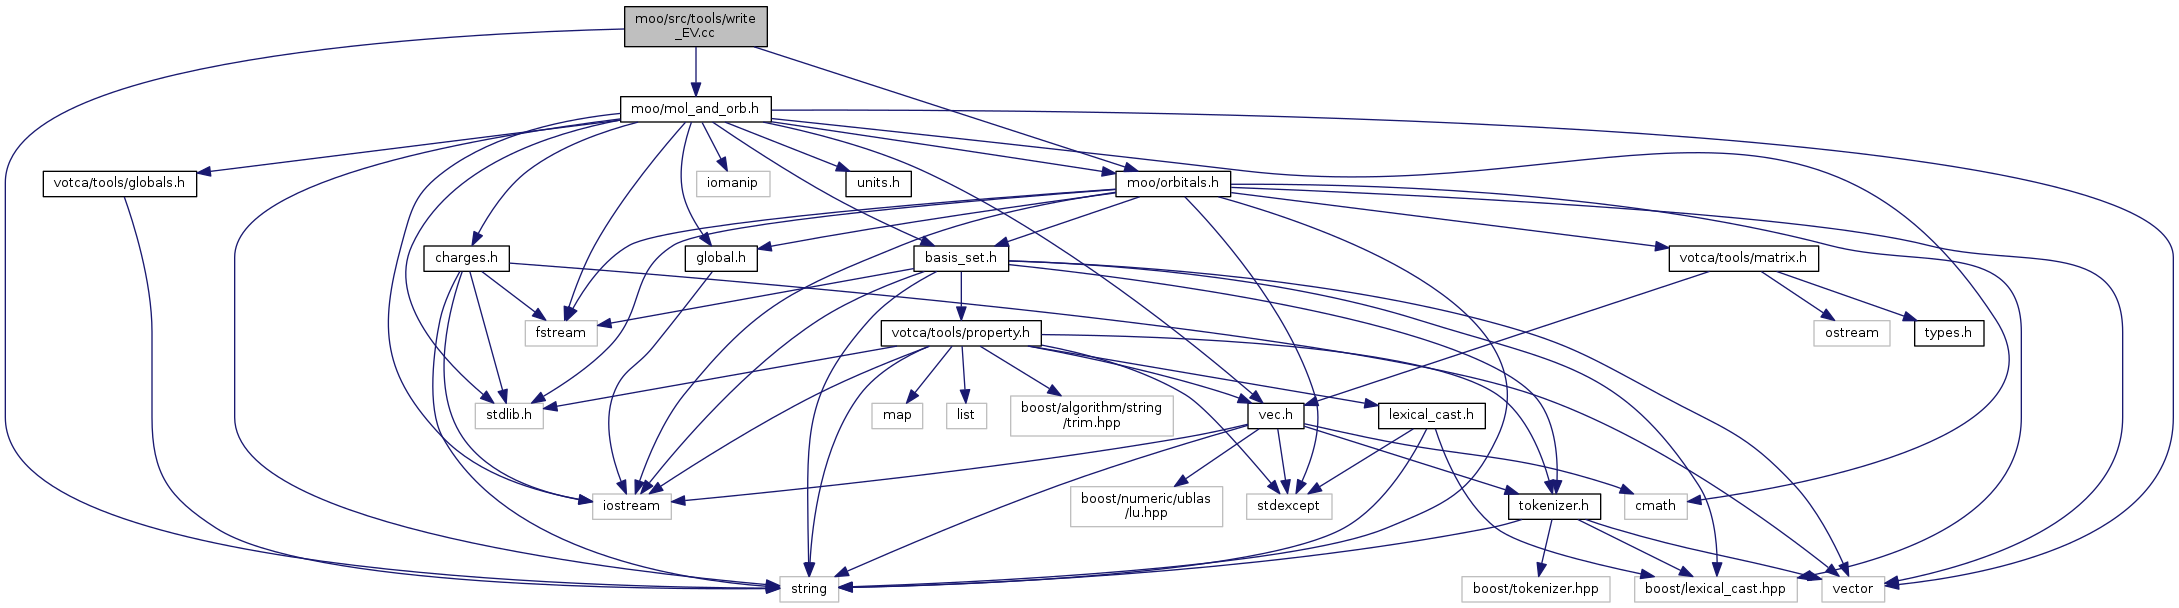 moo/src/tools/write
_EV.cc
moo/mol_and_orb.h
votca/tools/globals.h
iomanip
units.h
moo/orbitals.h
charges.h
global.h
basis_set.h
votca/tools/matrix.h
fstream
votca/tools/property.h
ostream
types.h
stdlib.h
map
list
boost/algorithm/string
/trim.hpp
vec.h
lexical_cast.h
iostream
boost/numeric/ublas
/lu.hpp
stdexcept
tokenizer.h
cmath
string
boost/tokenizer.hpp
boost/lexical_cast.hpp
vector